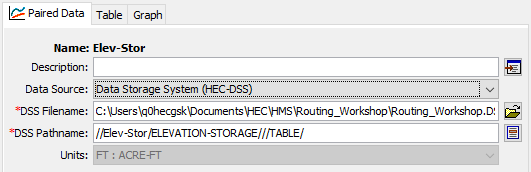 Paired Data Table Graph
Name: Elev-Stor
Description:
Data Source: Data Storage System (HEC-DSS)
*DSS Filename: C:\Users\q0hecgsk\Documents\HEC\HMS\Routing_Workshop\Routing_Workshop.DS
*DSS Pathname: //Elev-Stor/ELEVATION-STORAGE///TABLE/
Units: FT : ACRE-FT